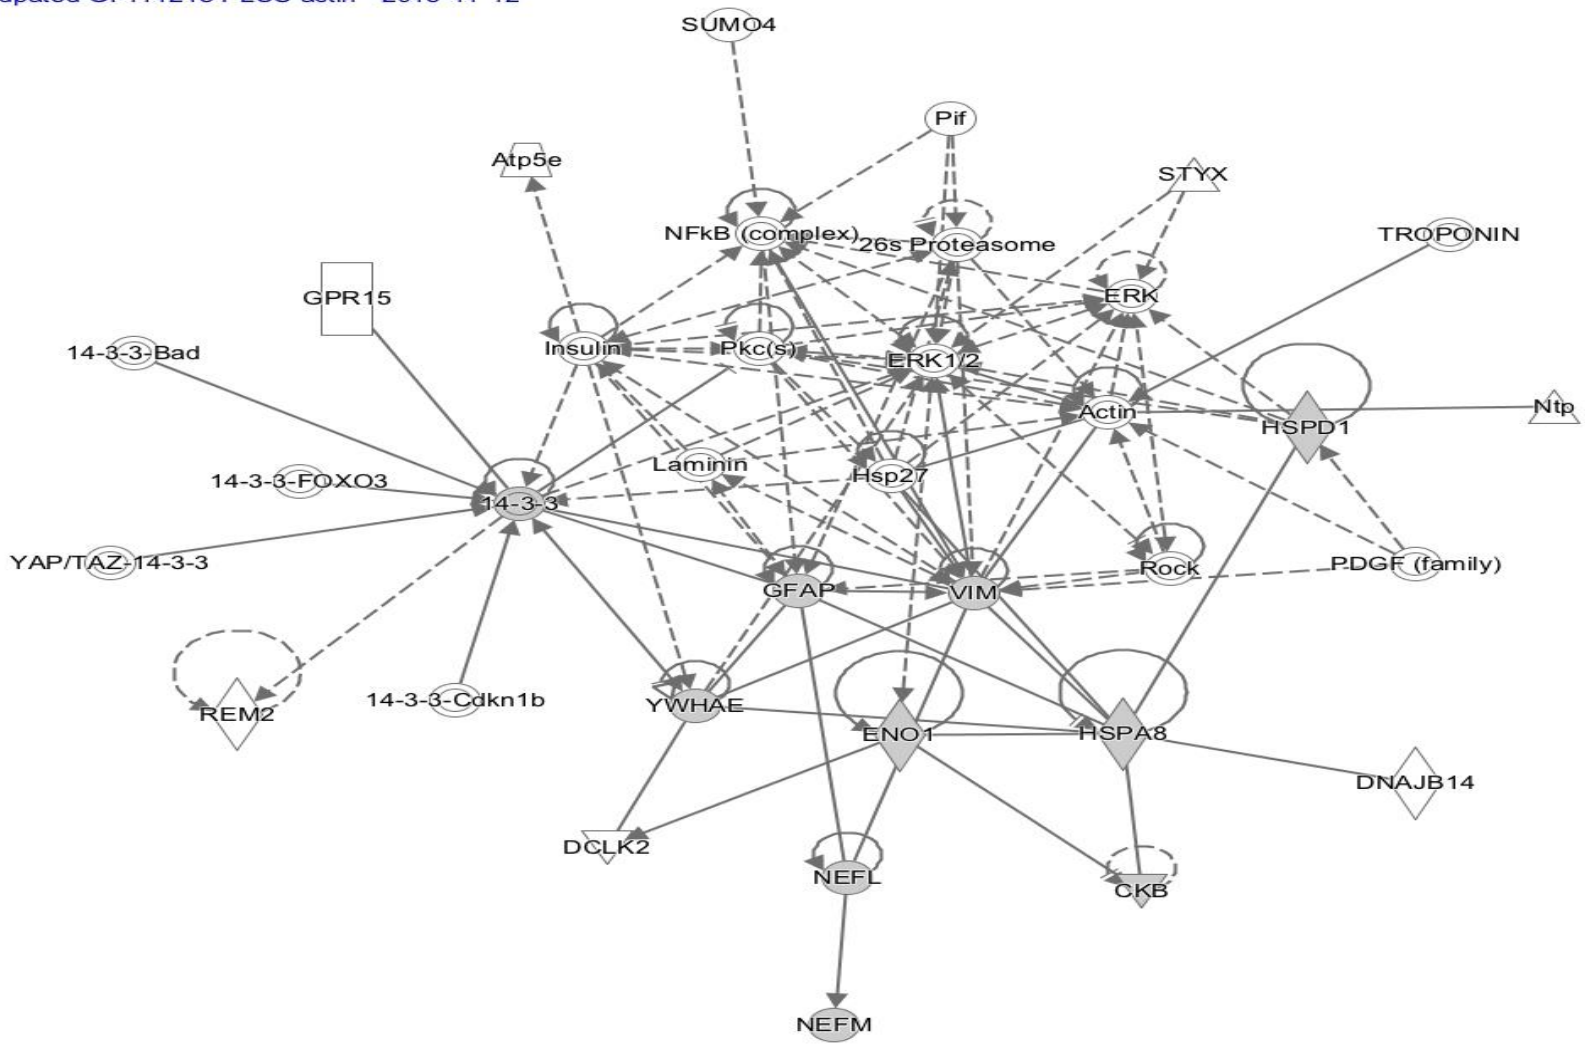 SUMO4
Pif
Atp5e
STYX
NFkB (complex)
26s Proteasome
TROPONIN
GPR15
ERK
14-3-3-Bad
Insulin
Pkc(s)
ERK1/2
Actin
Ntp
HSPD1
Laminin
Hsp27
14-3-3-FOXO3
14-3-3
YAP/TAZ-14-3-3
Rock
PDGF (family)
GFAP
VIM
REM2
14-3-3-Cdkn1b
YWHAE
ENO1
HSPA8
DNAJB14
DCLK2
NEFL
CKB
NEFM